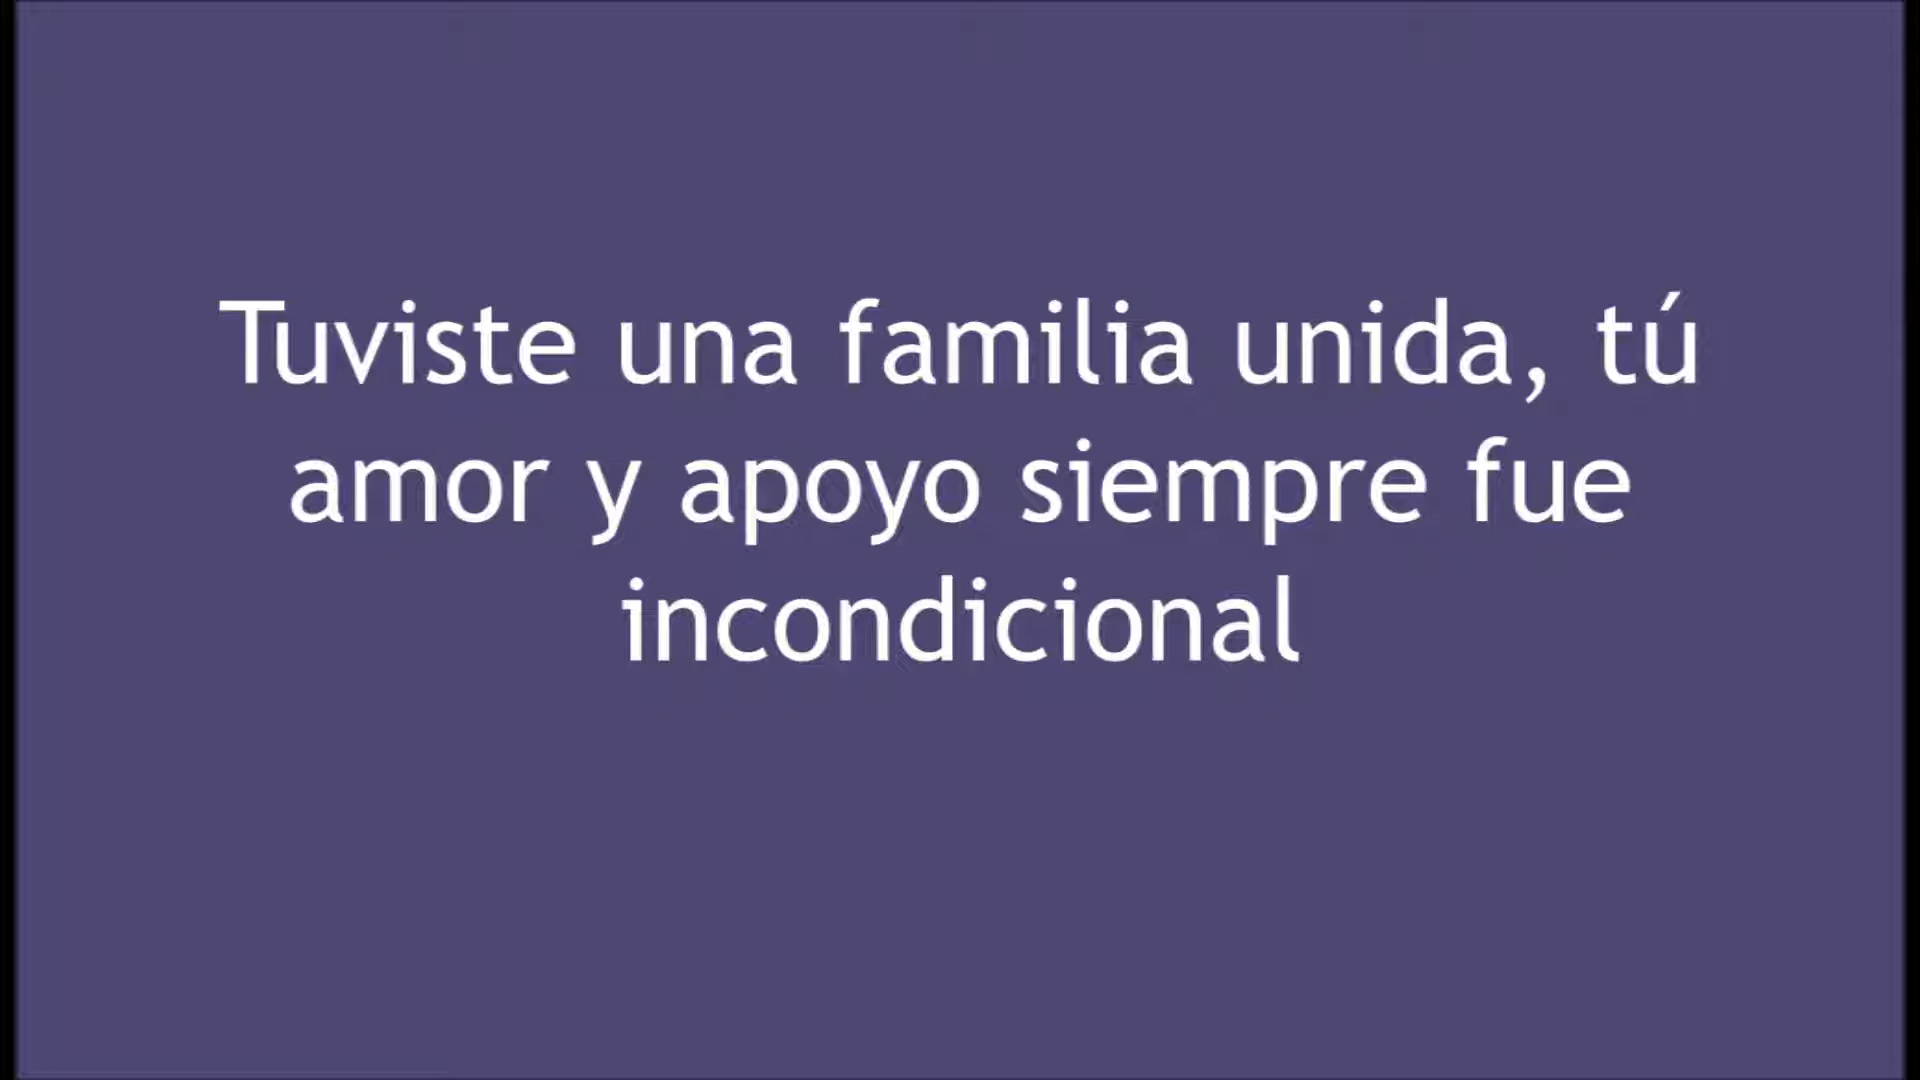 Tuviste una familia unida, tú
amor y apoyo siempre fue
incondicional